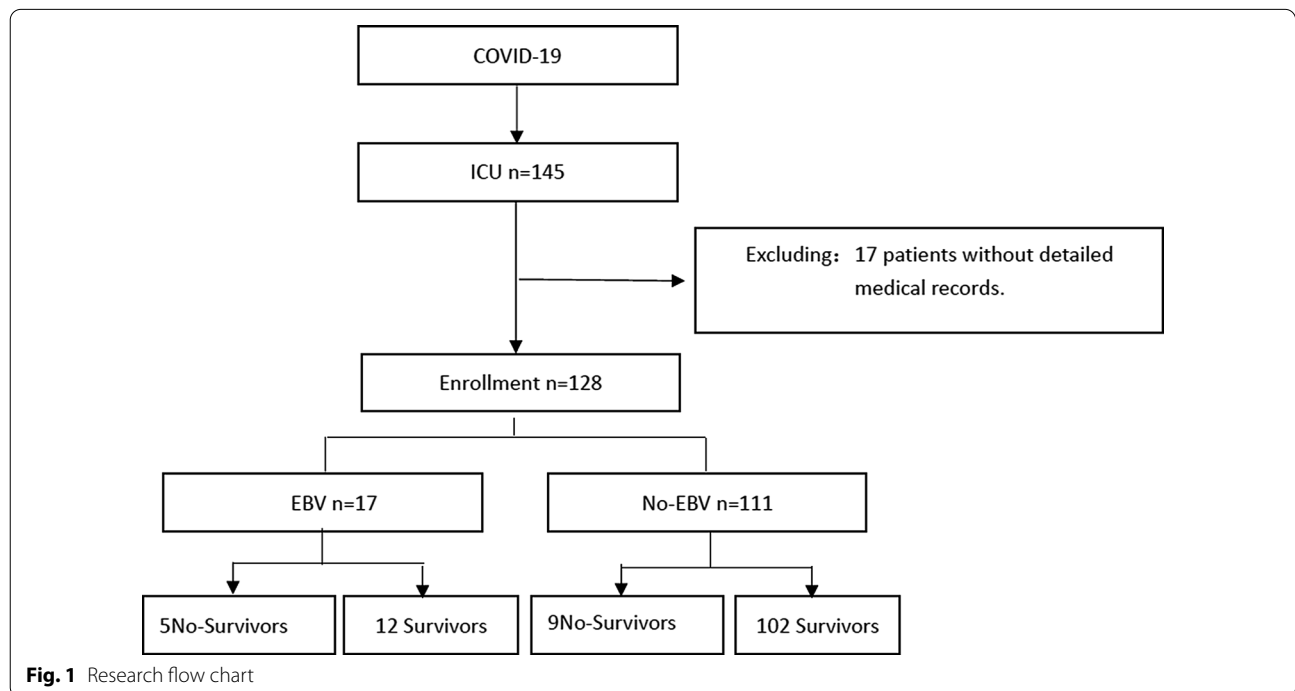 COVID-19
ICU n=145
Excluding： 17 patients without detailed
medical records.
Enrollment n=128
EBV n=17
No-EBV n=111
5No-Survivors
12 Survivors
9No-Survivors
102 Survivors
Fig. 1 Research flow chart